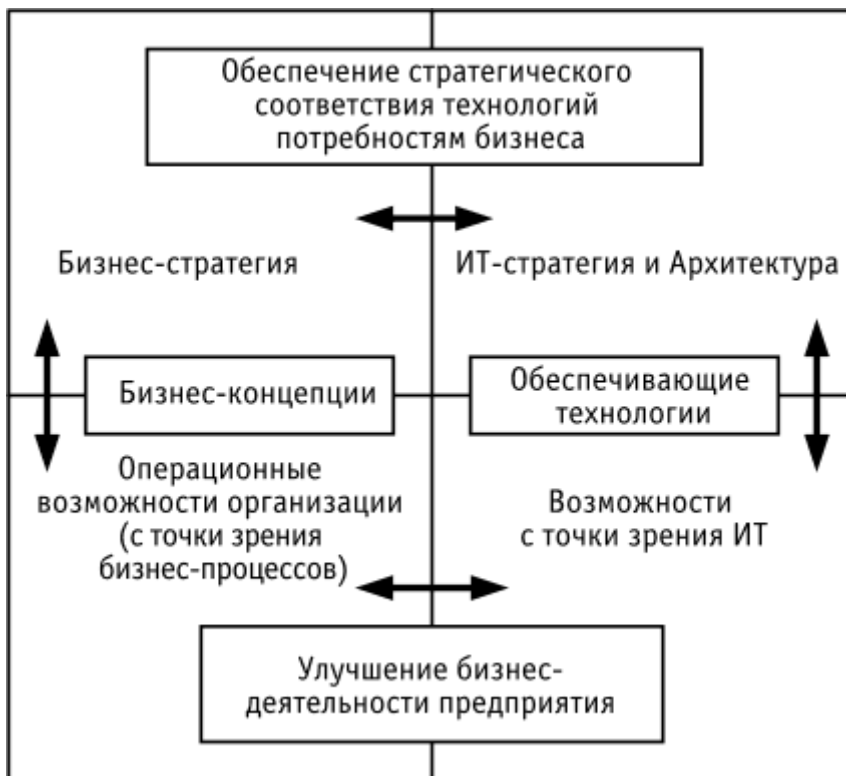 Обеспечение стратегического
соответствия технологий
потребностям бизнеса
Бизнес-стратегия
ИТ-стратегия и Архитектура
Бизнес-концепции
Обеспечивающие
технологии
Операционные
возможности организации
(с точки зрения
бизнес-процессов)
Возможности
с точки зрения ИТ
Улучшение бизнес-
деятельности предприятия